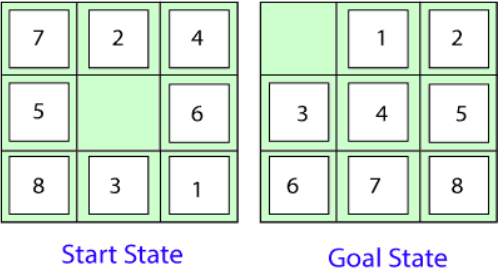 7 2 4
5 6
8 3 1
Start State
1 2
3 4 5
6 7 8
Goal State